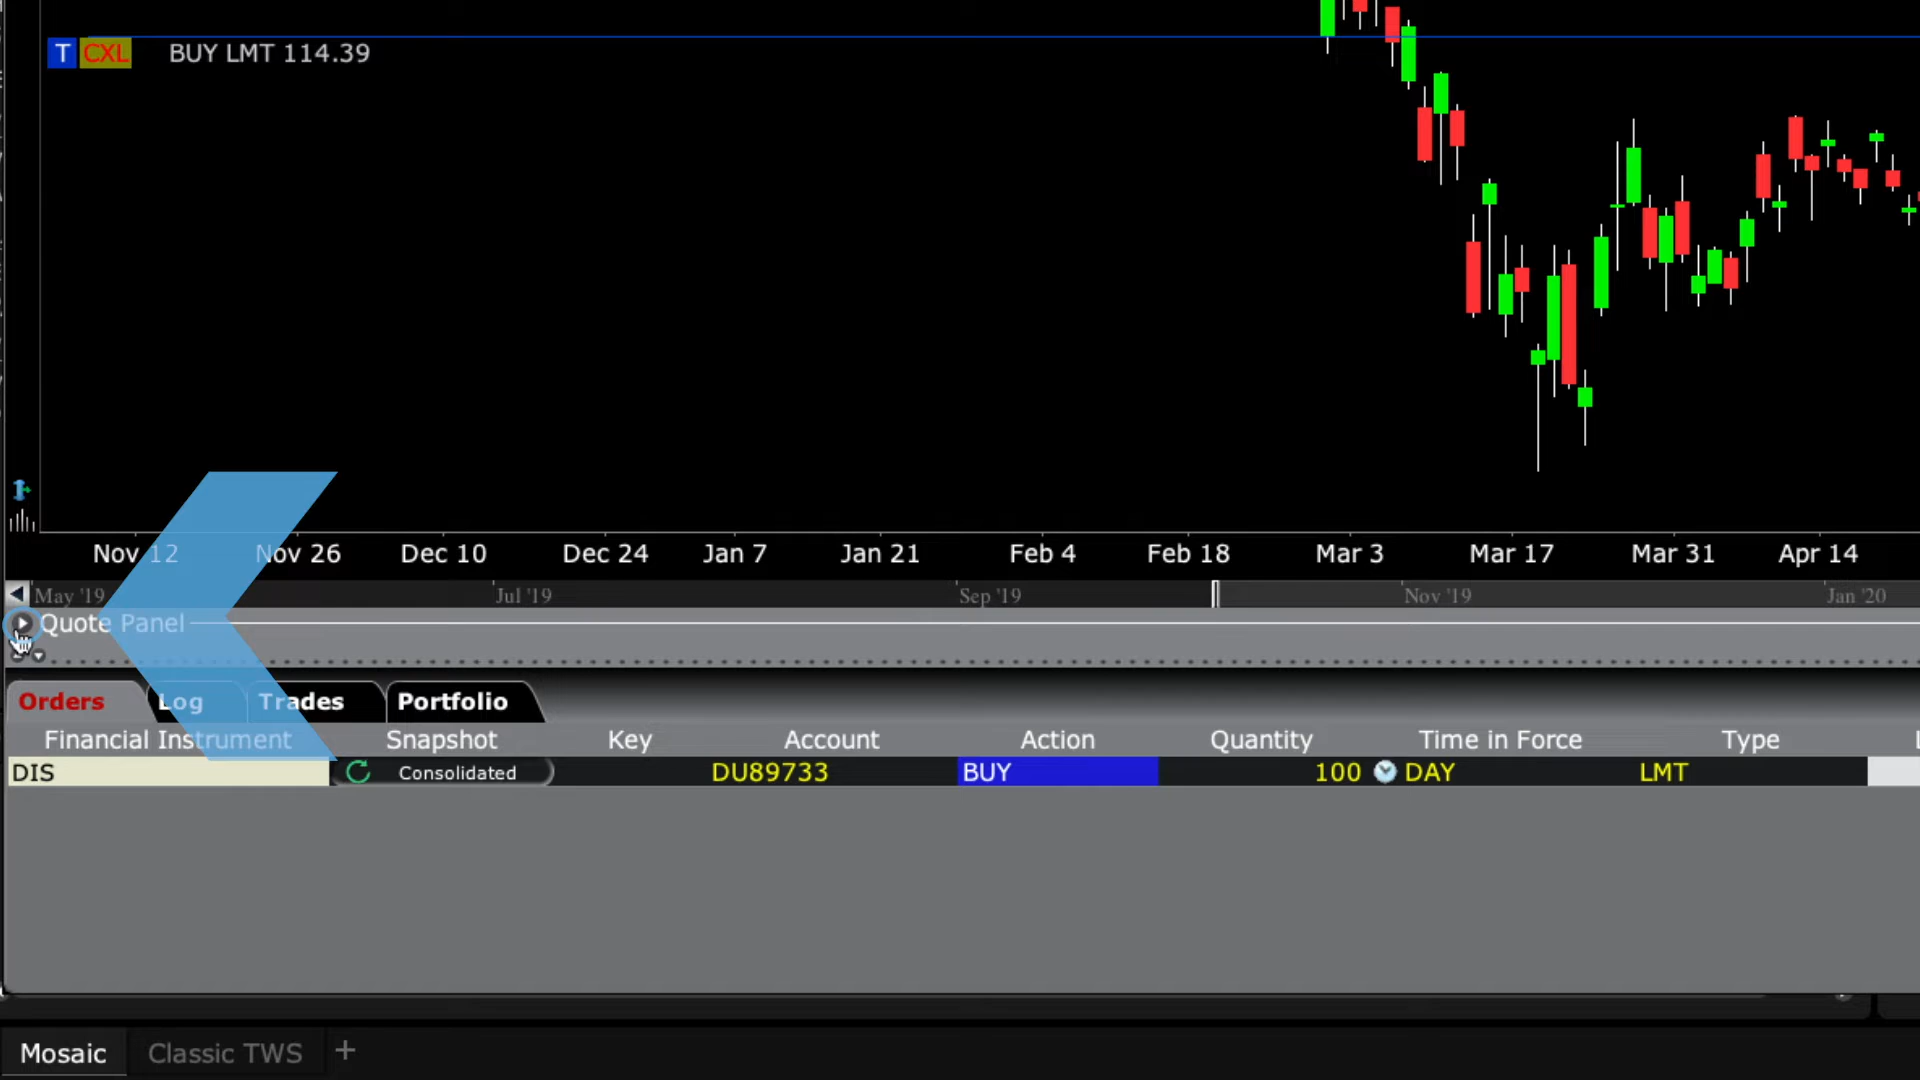 T CXL BUY LMT 114.39
Nov 12 Nov 26 Dec 10 Dec 24 Jan 7 Jan 21 Feb 4 Feb 18 Mar 3 Mar 17 Mar 31 Apr 14
May '19 Jul '19 Sep '19 Nov '19 Jan '20
Quote Panel
Orders Log Trades Portfolio
Financial Instrument Snapshot Key Account Action Quantity Time in Force Type
DIS Consolidated DU89733 BUY 100 DAY LMT
Mosaic Classic TWS +